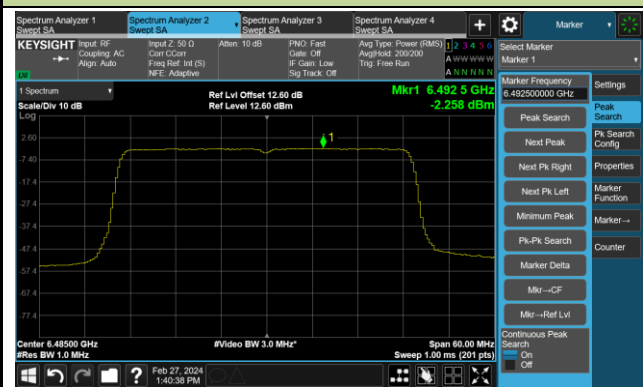 Spectrum Analyzer 1
Swept SA
Spectrum Analyzer 2
Swept SA
Spectrum Analyzer 3
Swept SA
Spectrum Analyzer 4
Swept SA
+
Marker
KEYSIGHT
Input: RF
Coupling: AC
Align: Auto
Input Z: 50 Ω
Corr CCorr
Freq Ref: Int (S)
NFE: Adaptive
Atten: 10 dB
PNO: Fast
Gate: Off
IF Gain: Low
Sig Track: Off
Avg Type: Power (RMS)
Avg|Hold: 200/200
Trig: Free Run
1 2 3 4 5 6
A W W W W W
A N N N N N
Select Marker
Marker 1
1 Spectrum
Scale/Div 10 dB
Log
Ref Lvl Offset 12.60 dB
Ref Level 12.60 dBm
Mkr1 6.492 5 GHz
-2.258 dBm
1
2.60
-7.40
-17.4
-27.4
-37.4
-47.4
-57.4
-67.4
-77.4
Center 6.48500 GHz
#Res BW 1.0 MHz
#Video BW 3.0 MHz*
Span 60.00 MHz
Sweep 1.00 ms (201 pts)
Marker Frequency
6.492500000 GHz
Peak Search
Next Peak
Next Pk Right
Next Pk Left
Minimum Peak
Pk-Pk Search
Marker Delta
Mkr→CF
Mkr→Ref Lvl
Continuous Peak
Search
On
Off
Settings
Peak
Search
Pk Search
Config
Properties
Marker
Function
Marker→
Counter
?
Feb 27, 2024
1:40:38 PM